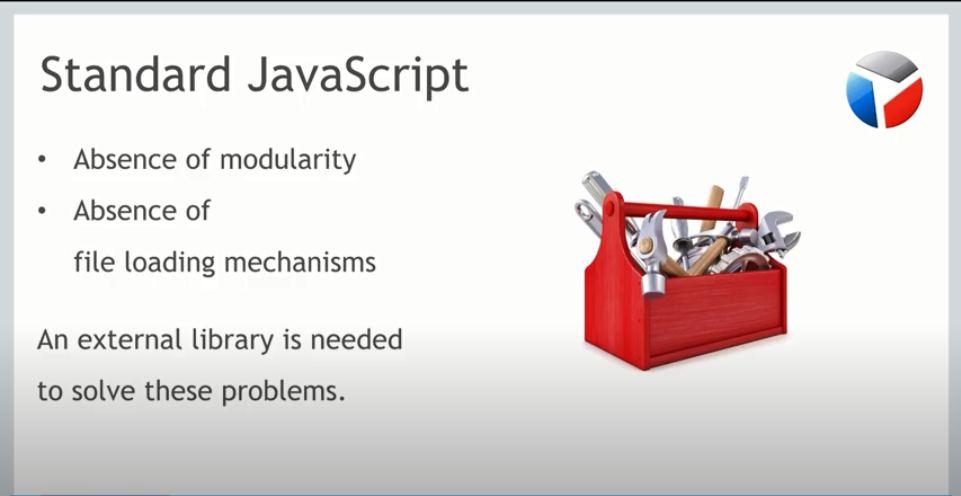 Standard JavaScript
• Absence of modularity
• Absence of
file loading mechanisms
An external library is needed
to solve these problems.